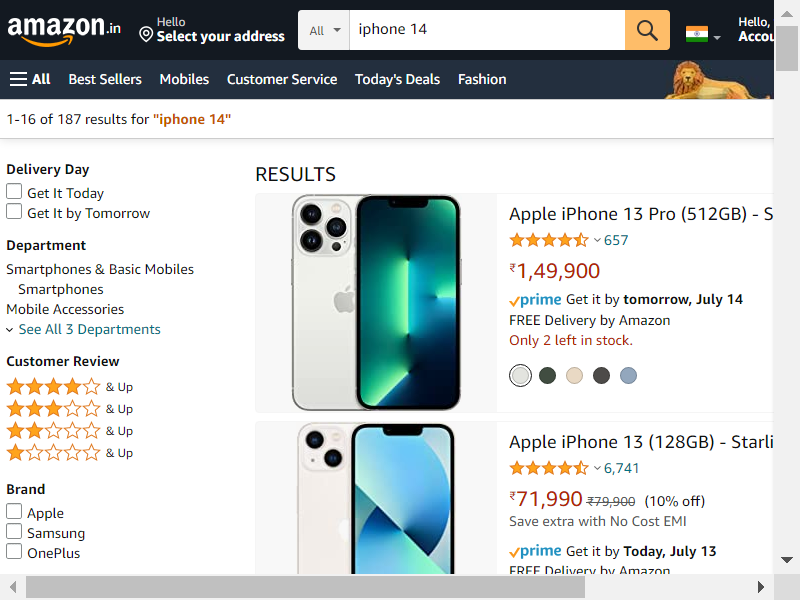 amazon.in
Hello
Select your address
All
iphone 14
Hello,
Accou
All
Best Sellers
Mobiles
Customer Service
Today's Deals
Fashion
1-16 of 187 results for "iphone 14"
Delivery Day
Get It Today
Get It by Tomorrow
Department
Smartphones & Basic Mobiles
Smartphones
Mobile Accessories
See All 3 Departments
Customer Review
& Up
& Up
& Up
& Up
Brand
Apple
Samsung
OnePlus
RESULTS
Apple iPhone 13 Pro (512GB) - S
657
₹1,49,900
prime Get it by tomorrow, July 14
FREE Delivery by Amazon
Only 2 left in stock.
Apple iPhone 13 (128GB) - Starli
6,741
₹71,990 ₹79,900 (10% off)
Save extra with No Cost EMI
prime Get it by Today, July 13
FREE Delivery by Amazon